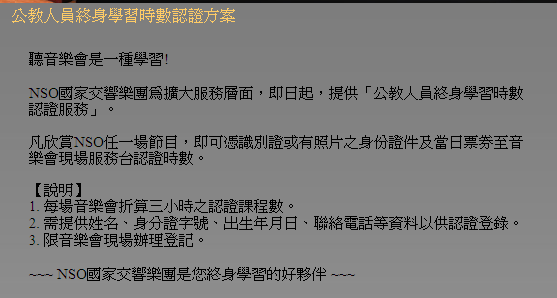 公教人員終身學習時數認證方案
聽音樂會是一種學習!
NSO國家交響樂團為擴大服務層面，即日起，提供「公教人員終身學習時數
認證服務」。
凡欣賞NSO任一場節目，即可憑識別證或有照片之身份證件及當日票券至音
樂會現場服務台認證時數。
【說明】
1. 每場音樂會折算三小時之認證課程數。
2. 需提供姓名、身分證字號、出生年月日、聯絡電話等資料以供認證登錄。
3. 限音樂會現場辦理登記。
~~~ NSO國家交響樂團是您終身學習的好夥伴 ~~~